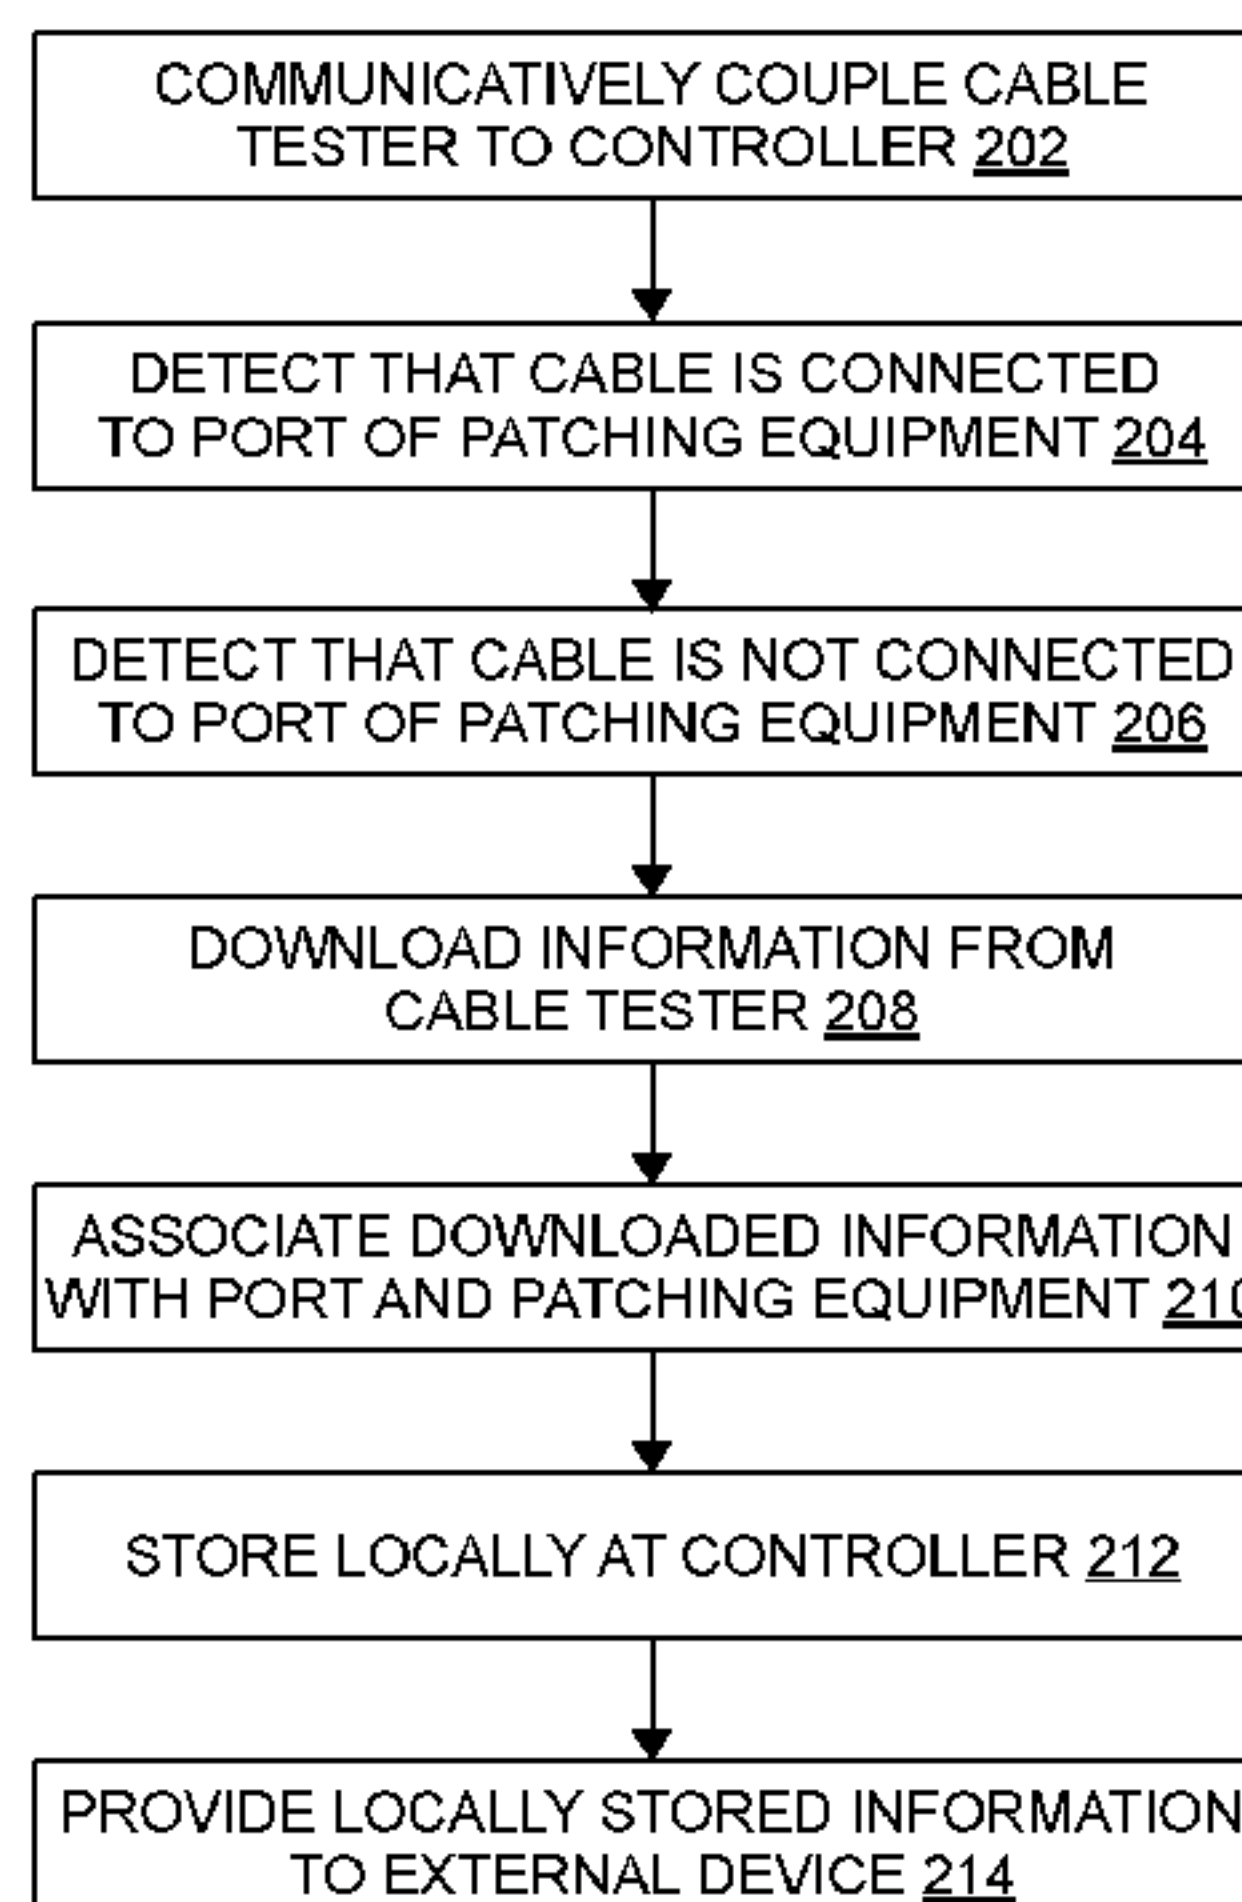 COMMUNICATIVELY COUPLE CABLE
TESTER TO CONTROLLER 202
DETECT THAT CABLE IS CONNECTED
TO PORT OF PATCHING EQUIPMENT 204
DETECT THAT CABLE IS NOT CONNECTED
TO PORT OF PATCHING EQUIPMENT 206
DOWNLOAD INFORMATION FROM
CABLE TESTER 208
ASSOCIATE DOWNLOADED INFORMATION
WITH PORT AND PATCHING EQUIPMENT 210
STORE LOCALLY AT CONTROLLER 212
PROVIDE LOCALLY STORED INFORMATION
TO EXTERNAL DEVICE 214